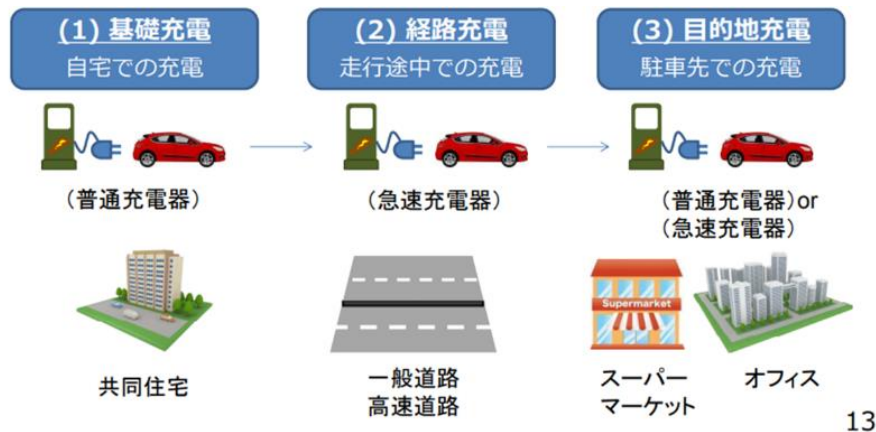 (1) 基礎充電
自宅での充電
(2) 経路充電
走行途中での充電
(3) 目的地充電
駐車先での充電
(普通充電器)
(急速充電器)
(普通充電器)or
(急速充電器)
Supermarket
共同住宅
一般道路
高速道路
スーパー
マーケット
オフィス
13